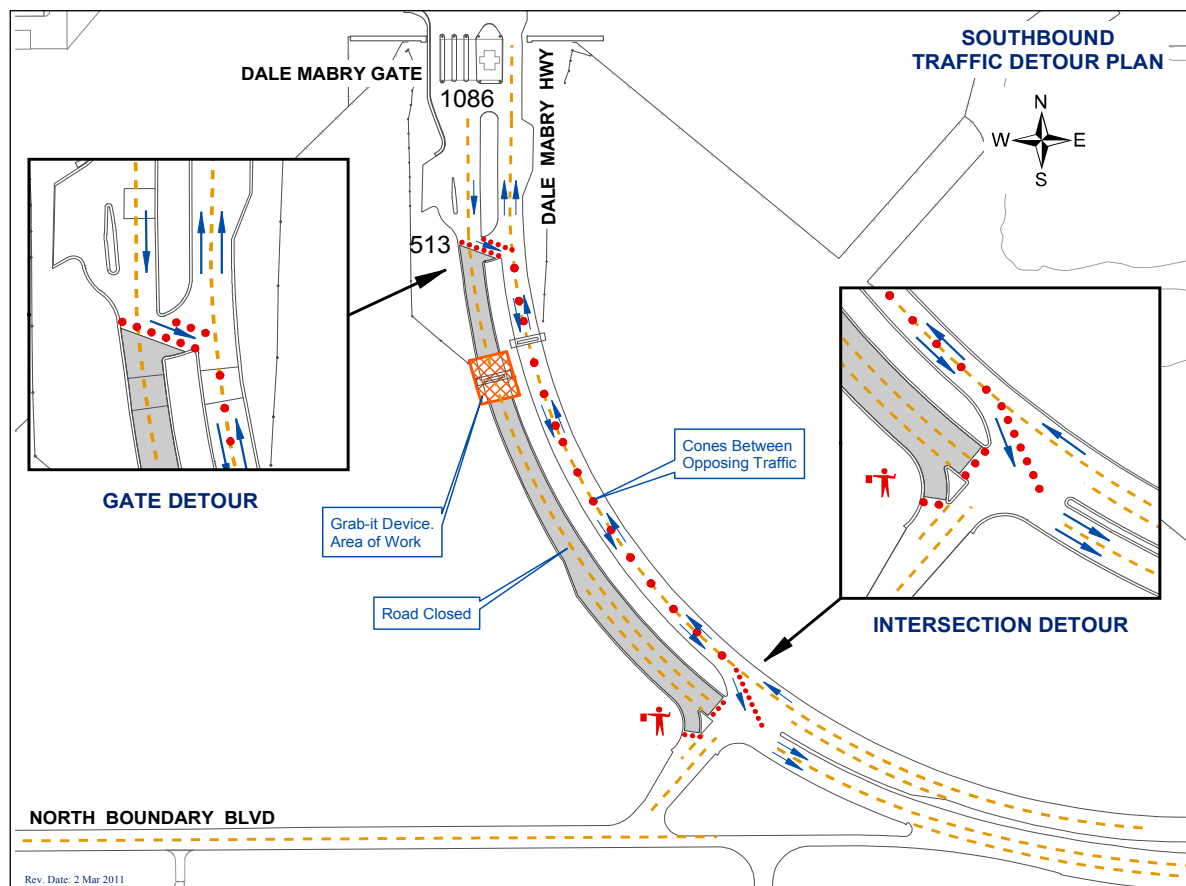 SOUTHBOUND
TRAFFIC DETOUR PLAN
DALE MABRY GATE
1086
DALE MABRY HWY
N
W
E
S
513
GATE DETOUR
Cones Between
Opposing Traffic
Grab-it Device.
Area of Work
Road Closed
INTERSECTION DETOUR
NORTH BOUNDARY BLVD
Rev. Date: 2 Mar 2011